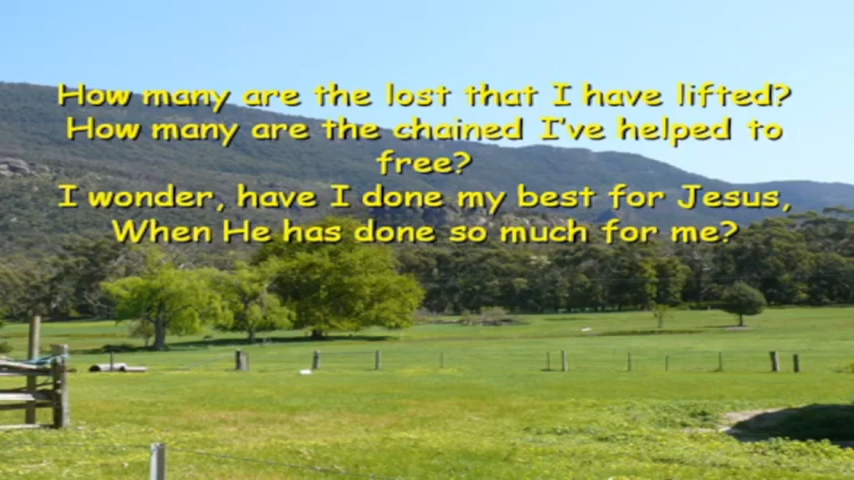 How many are the lost that I have lifted?
How many are the chained I've helped to
free?
I wonder, have I done my best for Jesus,
When He has done so much for me?